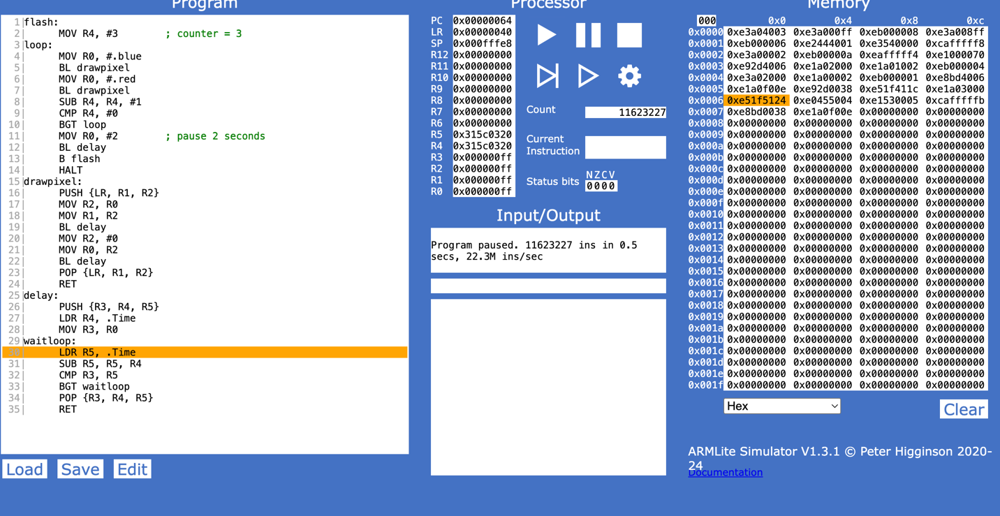 Program
1|flash:
2| MOV R4, #3 ; counter = 3
3|loop:
4| MOV R0, #.blue
5| BL drawpixel
6| MOV R0, #.red
7| BL drawpixel
8| SUB R4, R4, #1
9| CMP R4, #0
10| BGT loop
11| MOV R0, #2 ; pause 2 seconds
12| BL delay
13| B flash
14| HALT
15|drawpixel:
16| PUSH {LR, R1, R2}
17| MOV R2, R0
18| MOV R1, R2
19| BL delay
20| MOV R2, #0
21| MOV R0, R2
22| BL delay
23| POP {LR, R1, R2}
24| RET
25|delay:
26| PUSH {R3, R4, R5}
27| LDR R4, .Time
28| MOV R3, R0
29|waitloop:
30| LDR R5, .Time
31| SUB R5, R5, R4
32| CMP R3, R5
33| BGT waitloop
34| POP {R3, R4, R5}
35| RET
Load Save Edit
Processor
PC 0x00000064
LR 0x00000040
SP 0x000fffe8
R12 0x00000000
R11 0x00000000
R10 0x00000000
R9 0x00000000
R8 0x00000000
R7 0x00000000
R6 0x00000000
R5 0x315c0320
R4 0x315c0320
R3 0x000000ff
R2 0x000000ff
R1 0x000000ff
R0 0x000000ff
Count 11623227
Current
Instruction
Status bits NZCV
0000
Input/Output
Program paused. 11623227 ins in 0.5
secs, 22.3M ins/sec
Memory
000 0x0 0x4 0x8 0xc
0x0000 0xe3a04003 0xe3a000ff 0xeb000008 0xe3a008ff
0x0001 0xeb000006 0xe2444001 0xe3540000 0xcafffff8
0x0002 0xe3a00002 0xeb00000a 0xeafffff4 0xe1000070
0x0003 0xe92d4006 0xe1a02000 0xe1a01002 0xeb000004
0x0004 0xe3a02000 0xe1a00002 0xeb000001 0xe8bd4006
0x0005 0xe1a0f00e 0xe92d0038 0xe51f411c 0xe1a03000
0x0006 0xe51f5124 0xe0455004 0xe1530005 0xcafffffb
0x0007 0xe8bd0038 0xe1a0f00e 0x00000000 0x00000000
0x0008 0x00000000 0x00000000 0x00000000 0x00000000
0x0009 0x00000000 0x00000000 0x00000000 0x00000000
0x000a 0x00000000 0x00000000 0x00000000 0x00000000
0x000b 0x00000000 0x00000000 0x00000000 0x00000000
0x000c 0x00000000 0x00000000 0x00000000 0x00000000
0x000d 0x00000000 0x00000000 0x00000000 0x00000000
0x000e 0x00000000 0x00000000 0x00000000 0x00000000
0x000f 0x00000000 0x00000000 0x00000000 0x00000000
0x0010 0x00000000 0x00000000 0x00000000 0x00000000
0x0011 0x00000000 0x00000000 0x00000000 0x00000000
0x0012 0x00000000 0x00000000 0x00000000 0x00000000
0x0013 0x00000000 0x00000000 0x00000000 0x00000000
0x0014 0x00000000 0x00000000 0x00000000 0x00000000
0x0015 0x00000000 0x00000000 0x00000000 0x00000000
0x0016 0x00000000 0x00000000 0x00000000 0x00000000
0x0017 0x00000000 0x00000000 0x00000000 0x00000000
0x0018 0x00000000 0x00000000 0x00000000 0x00000000
0x0019 0x00000000 0x00000000 0x00000000 0x00000000
0x001a 0x00000000 0x00000000 0x00000000 0x00000000
0x001b 0x00000000 0x00000000 0x00000000 0x00000000
0x001c 0x00000000 0x00000000 0x00000000 0x00000000
0x001d 0x00000000 0x00000000 0x00000000 0x00000000
0x001e 0x00000000 0x00000000 0x00000000 0x00000000
0x001f 0x00000000 0x00000000 0x00000000 0x00000000
Hex Clear
ARMLite Simulator V1.3.1 © Peter Higginson 2020-
24
Documentation